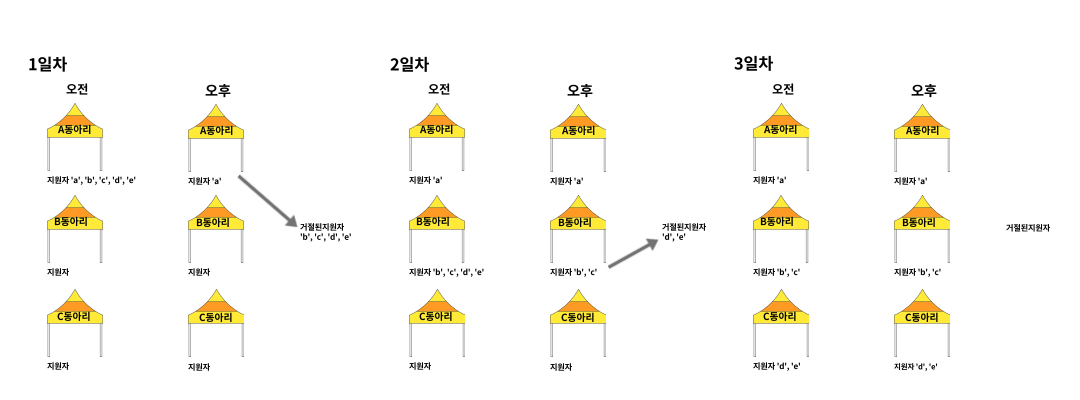 1일차
오전
오후
A동아리
지원자 'a', 'b', 'c', 'd', 'e'
A동아리
지원자 'a'
B동아리
지원자
B동아리
지원자
거절된지원자
'b', 'c', 'd', 'e'
C동아리
지원자
C동아리
지원자
2일차
오전
오후
A동아리
지원자 'a'
A동아리
지원자 'a'
B동아리
지원자 'b', 'c', 'd', 'e'
B동아리
지원자 'b', 'c'
거절된지원자
'd', 'e'
C동아리
지원자
C동아리
지원자
3일차
오전
오후
A동아리
지원자 'a'
A동아리
지원자 'a'
B동아리
지원자 'b', 'c'
B동아리
지원자 'b', 'c'
거절된지원자
C동아리
지원자 'd', 'e'
C동아리
지원자 'd', 'e'